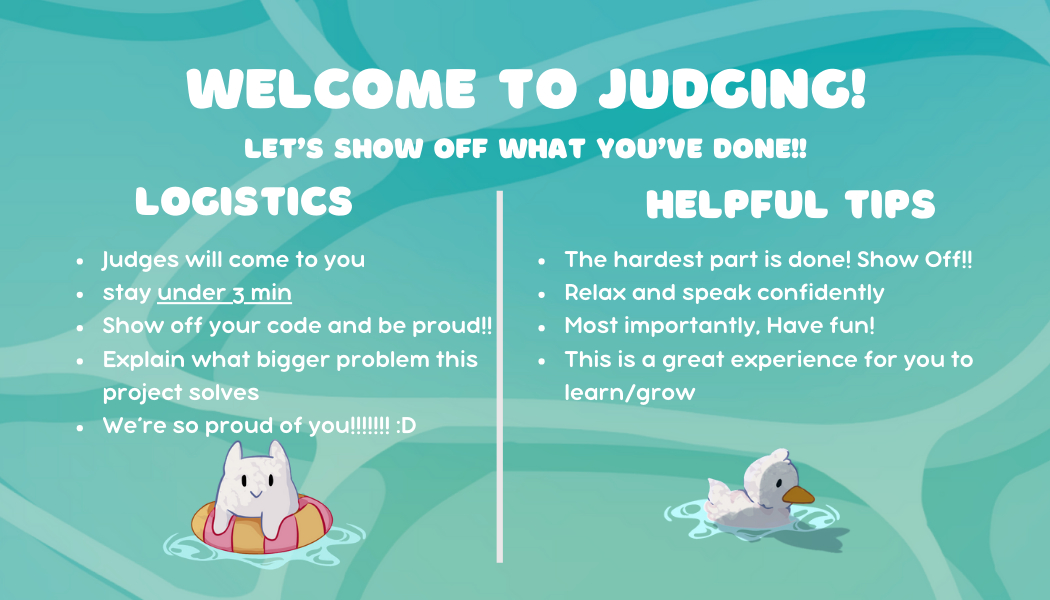 WELCOME TO JUDGING!
LET'S SHOW OFF WHAT YOU'VE DONE!!
LOGISTICS
• Judges will come to you
• stay under 3 min
• Show off your code and be proud!!
• Explain what bigger problem this
project solves
• We're so proud of you!!!!!!! :D
HELPFUL TIPS
• The hardest part is done! Show Off!!
• Relax and speak confidently
• Most importantly, Have fun!
• This is a great experience for you to
learn/grow